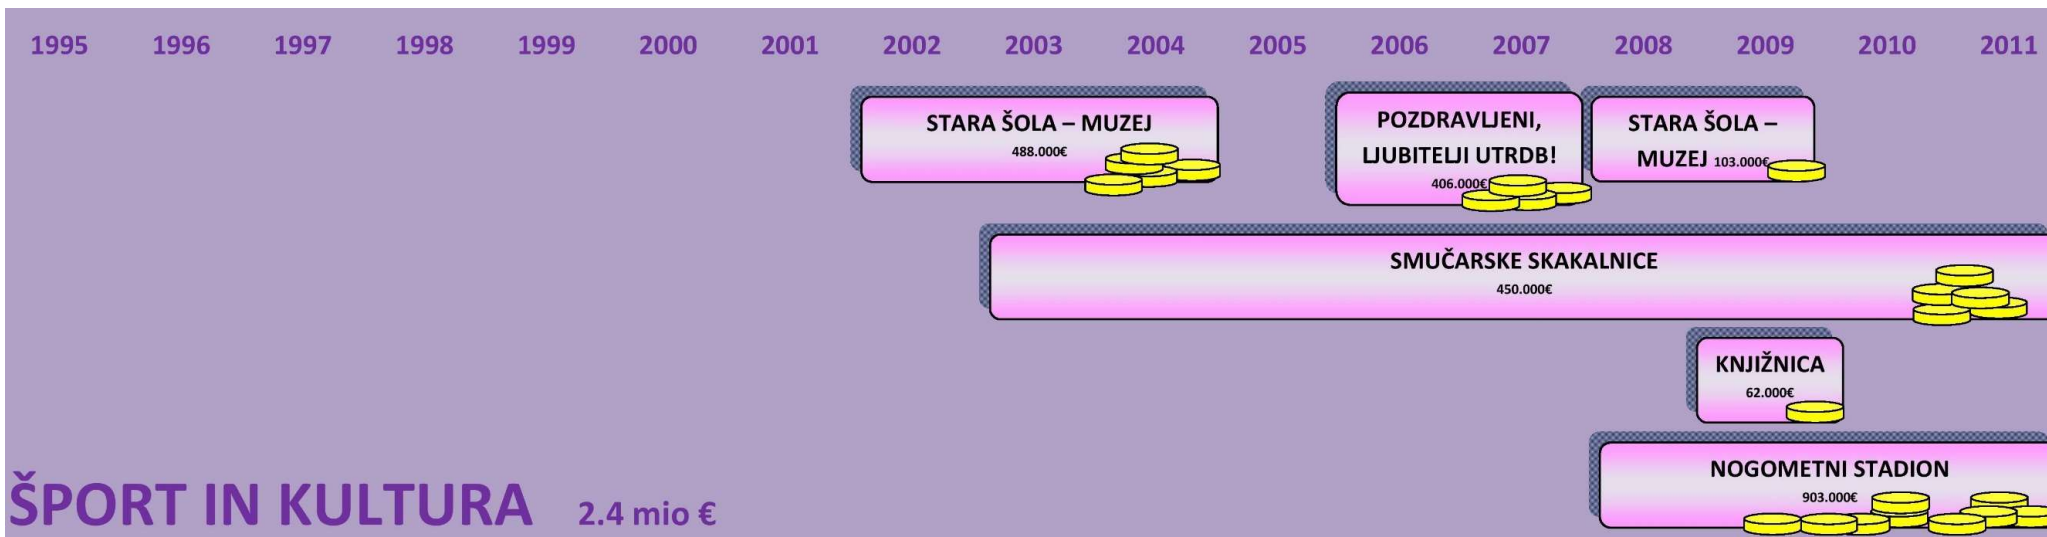 1995 1996 1997 1998 1999 2000 2001 2002 2003 2004 2005 2006 2007 2008 2009 2010 2011
STARA ŠOLA – MUZEJ
488.000€
POZDRAVLJENI,
LJUBITELJI UTRDB!
406.000€
STARA ŠOLA –
MUZEJ 103.000€
SMUČARSKE SKAKALNICE
450.000€
KNJIŽNICA
62.000€
NOGOMETNI STADION
903.000€
ŠPORT IN KULTURA 2.4 mio €